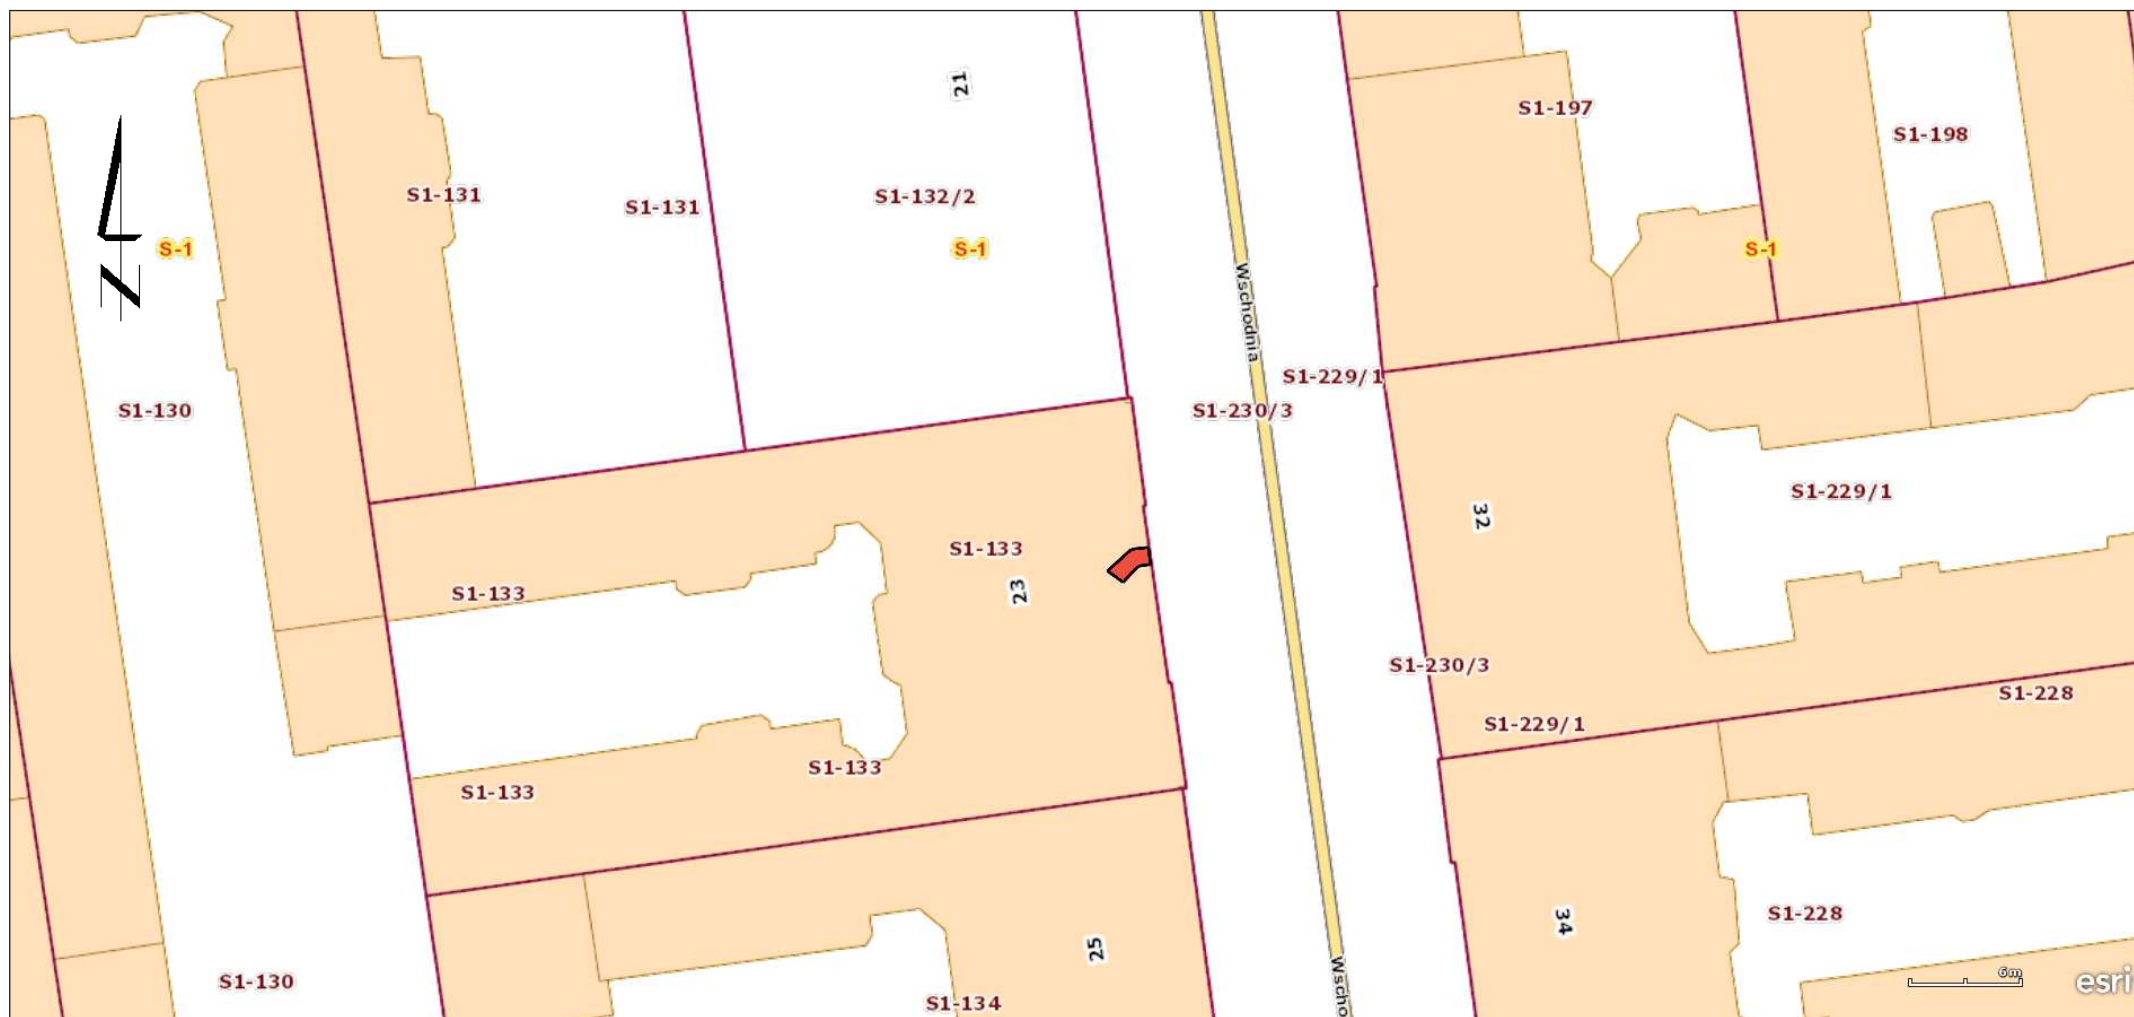 21
S1-197
S1-198
S1-131
S1-131
S1-132/2
S-1
S-1
S-1
N
Wschodnia
S1-229/1
S1-130
S1-230/3
S1-229/1
32
S1-133
S1-133
23
S1-230/3
S1-228
S1-229/1
S1-133
S1-133
S1-228
34
25
6m
S1-130
esri
Wscho
S1-134